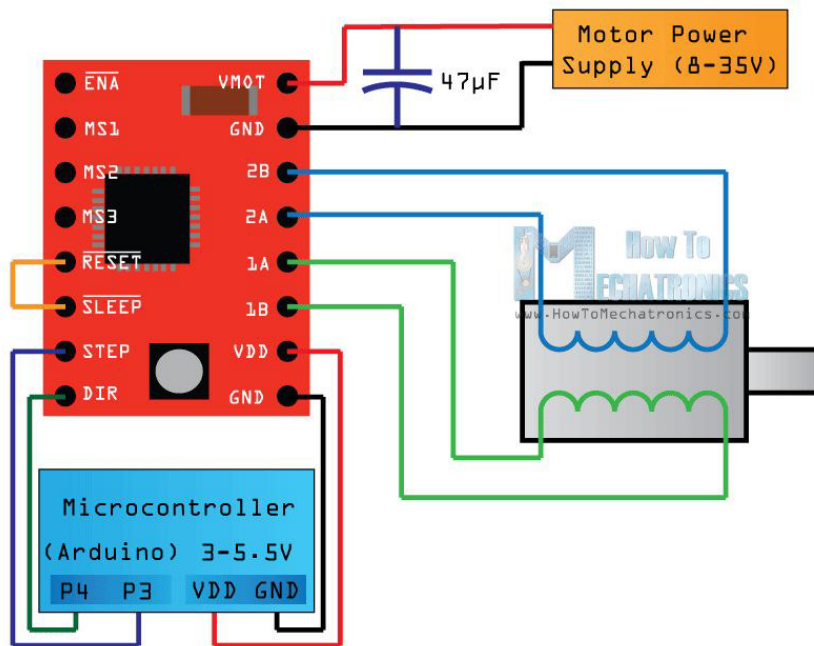 ENA
MS1
MS2
MS3
RESET
SLEEP
STEP
DIR
VMOT
GND
2B
2A
1A
1B
VDD
GND
47µF
Motor Power
Supply (8-35V)
How To
MECHATRONICS
www.HowToMechatronics.com
Microcontroller
(Arduino) 3-5.5V
P4 P3 VDD GND